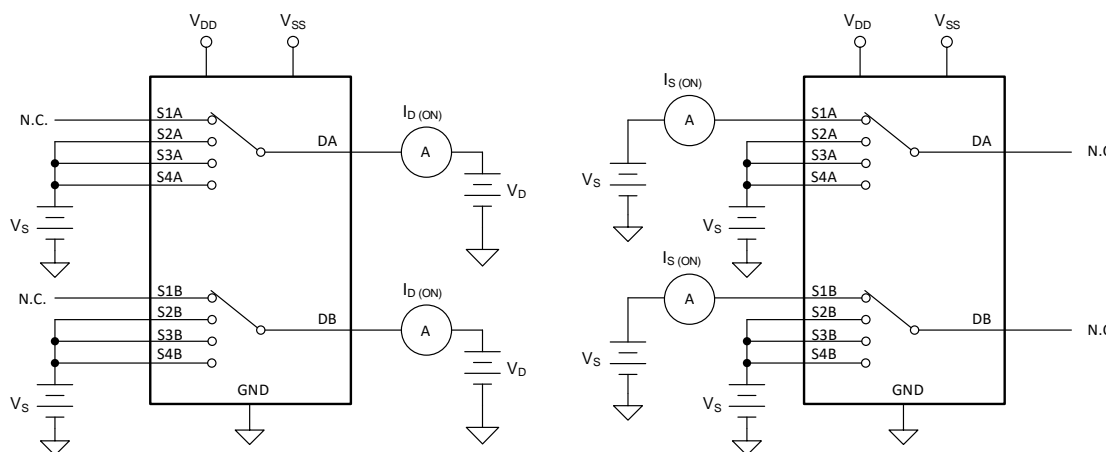 VDD VSS
N.C. S1A
S2A
S3A
S4A
DA
ID (ON)
A
VS
VD
N.C. S1B
S2B
S3B
S4B
DB
ID (ON)
A
VS
VD
GND
VDD VSS
IS (ON)
A
S1A
S2A
S3A
S4A
DA
N.C
VS
VS
IS (ON)
A
S1B
S2B
S3B
S4B
DB
N.C
VS
VS
GND